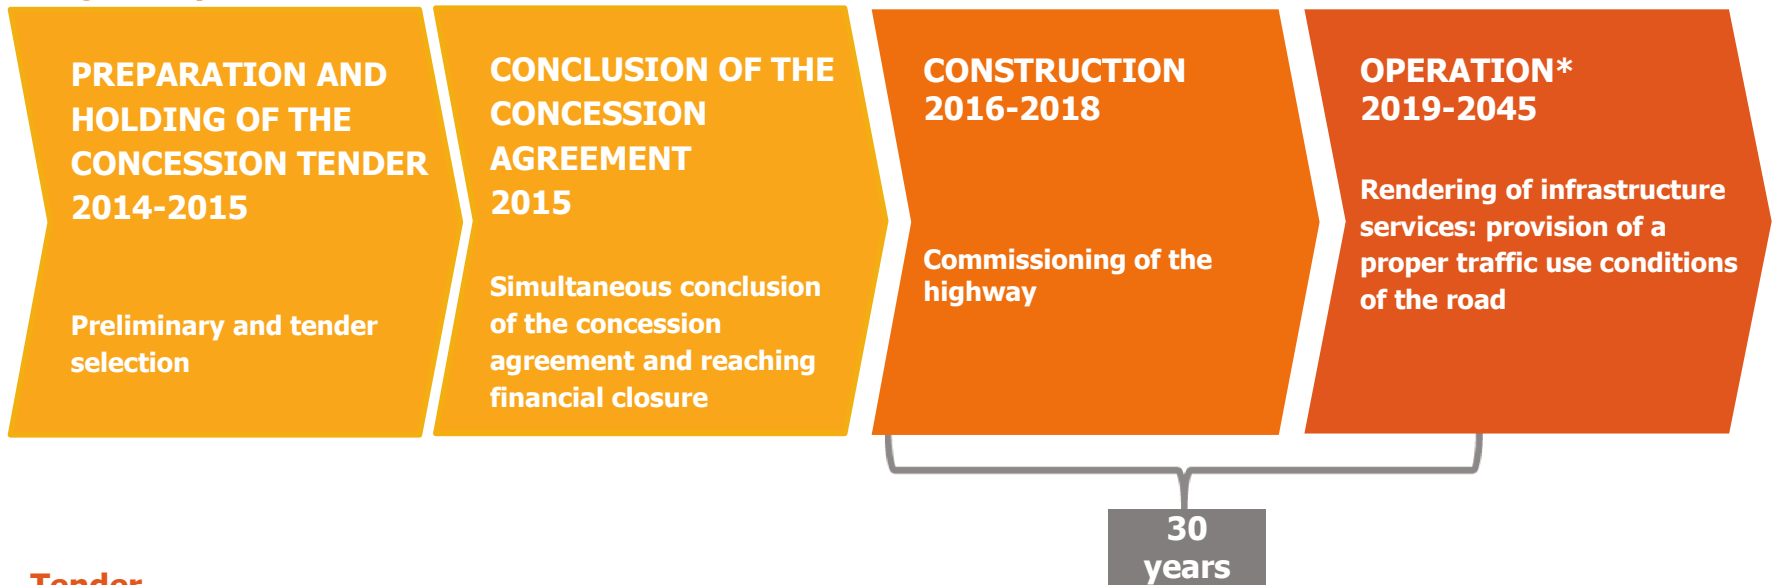 PREPARATION AND
HOLDING OF THE
CONCESSION TENDER
2014-2015
Preliminary and tender
selection
CONCLUSION OF THE
CONCESSION
AGREEMENT
2015
Simultaneous conclusion
of the concession
agreement and reaching
financial closure
CONSTRUCTION
2016-2018
Commissioning of the
highway
OPERATION*
2019-2045
Rendering of infrastructure
services: provision of a
proper traffic use conditions
of the road
30
years
Tender